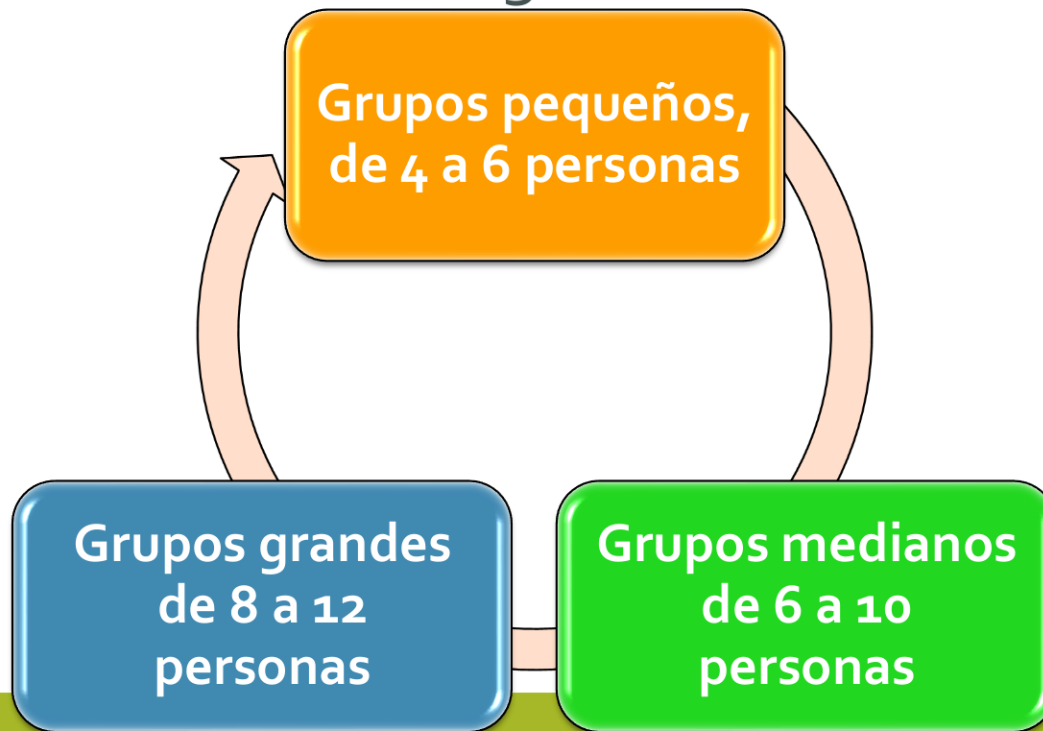 Grupos pequeños,
de 4 a 6 personas
Grupos grandes
de 8 a 12
personas
Grupos medianos
de 6 a 10
personas